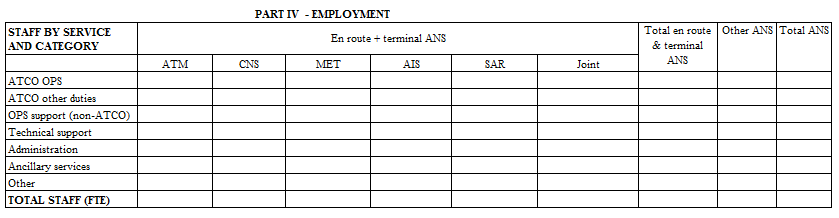 PART IV - EMPLOYMENT
STAFF BY SERVICE AND CATEGORY
En route + terminal ANS
Total en route & terminal ANS
Other ANS
Total ANS
ATM CNS MET AIS SAR Joint
ATCO OPS
ATCO other duties
OPS support (non-ATCO)
Technical support
Administration
Ancillary services
Other
TOTAL STAFF (FTE)